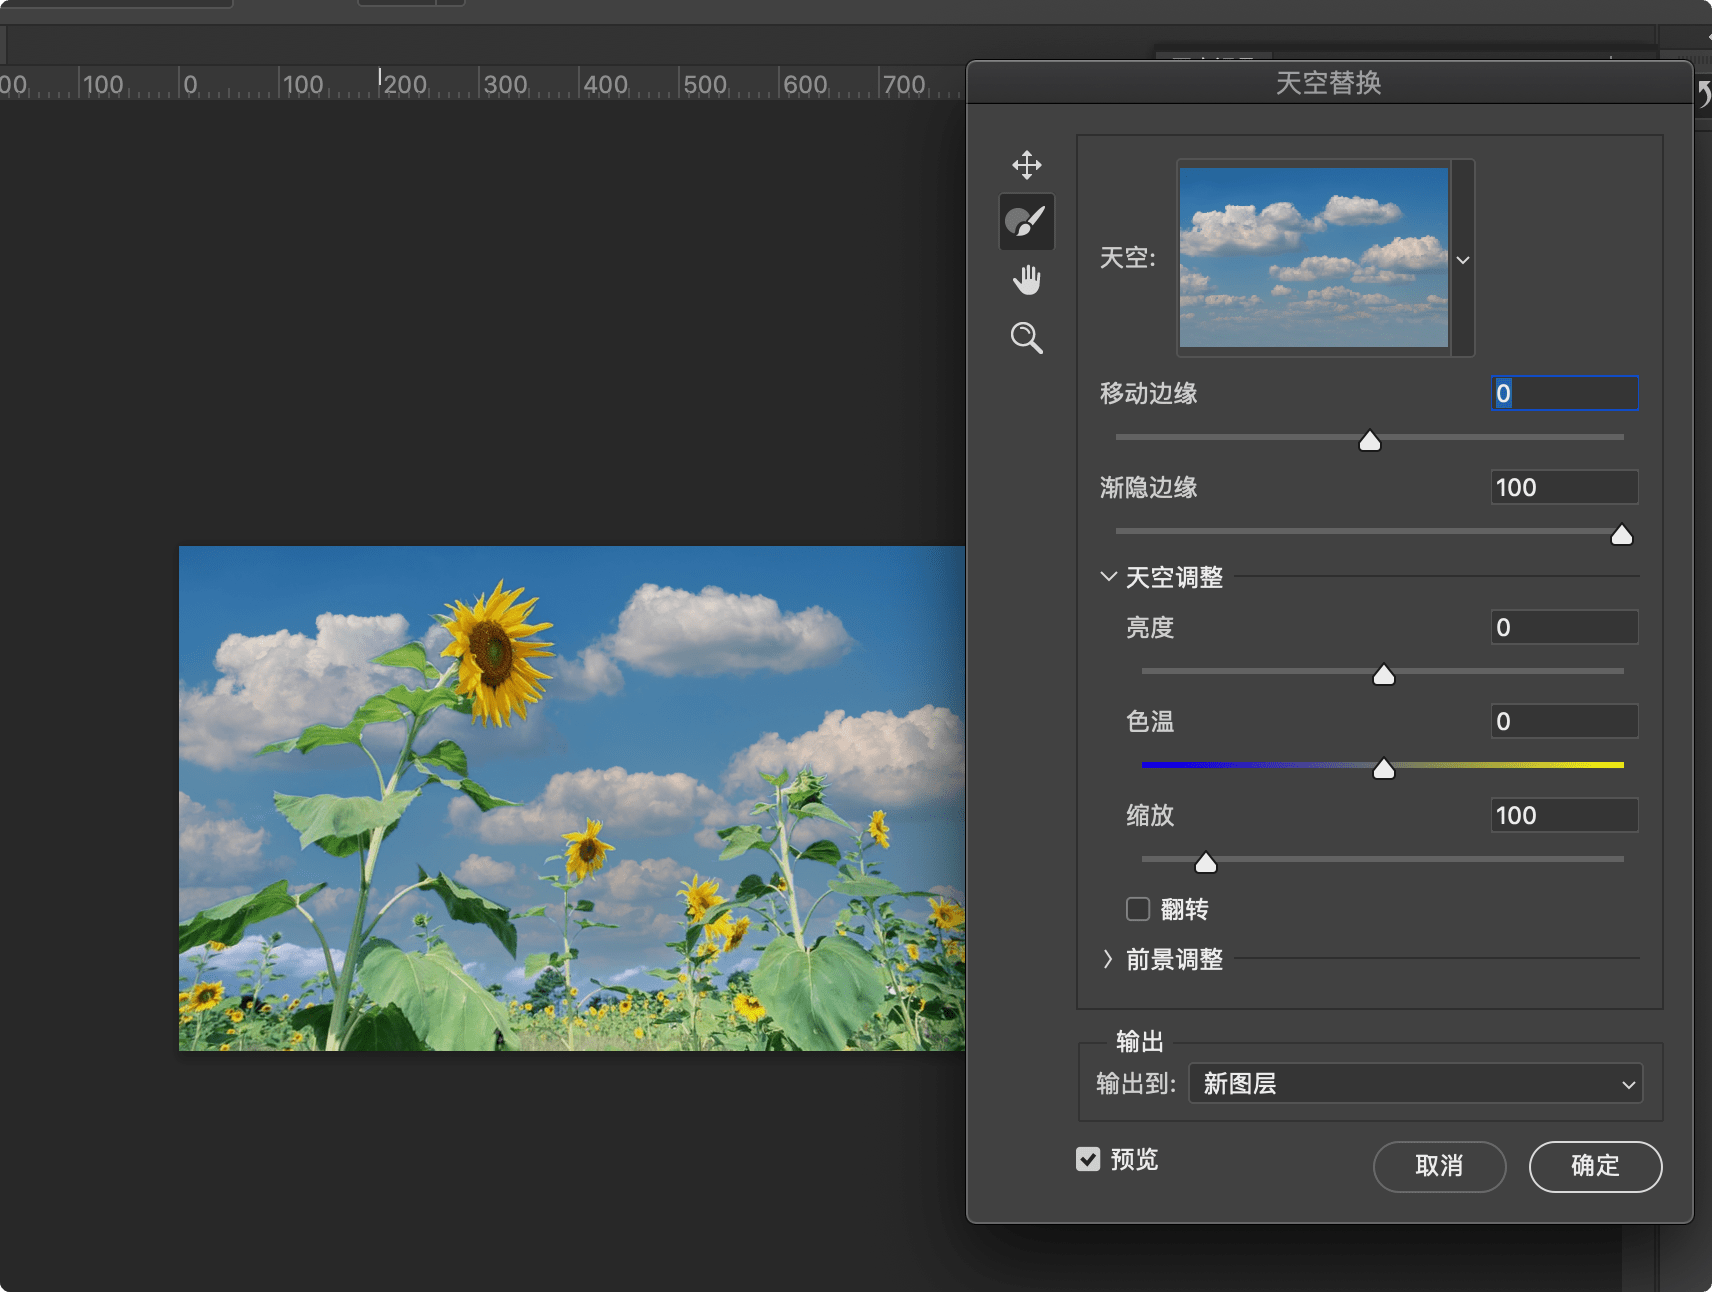 00 100 0 100 200 300 400 500 600 700
天空替换
天空:
移动边缘 0
渐隐边缘 100
天空调整
亮度 0
色温 0
缩放 100
翻转
前景调整
输出
输出到: 新图层
预览 取消 确定